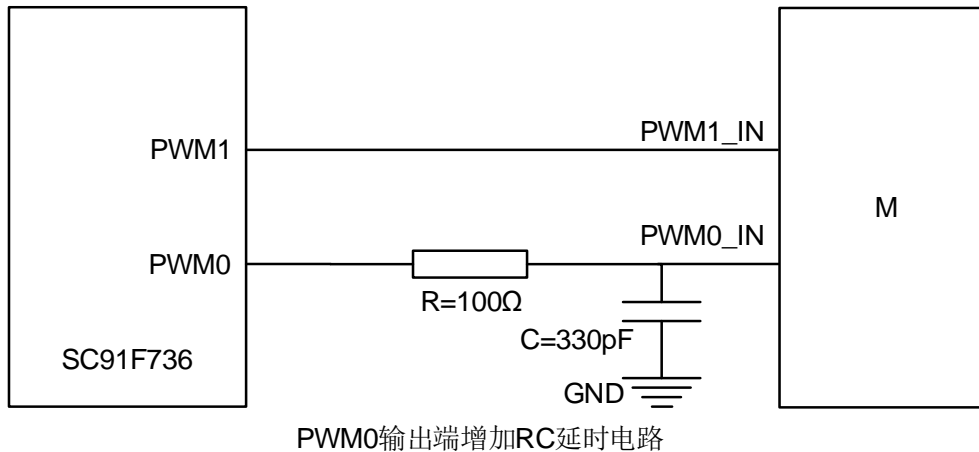 PWM1
PWM1_IN
M
PWM0
PWM0_IN
R=100Ω
C=330pF
SC91F736
GND
PWM0输出端增加RC延时电路